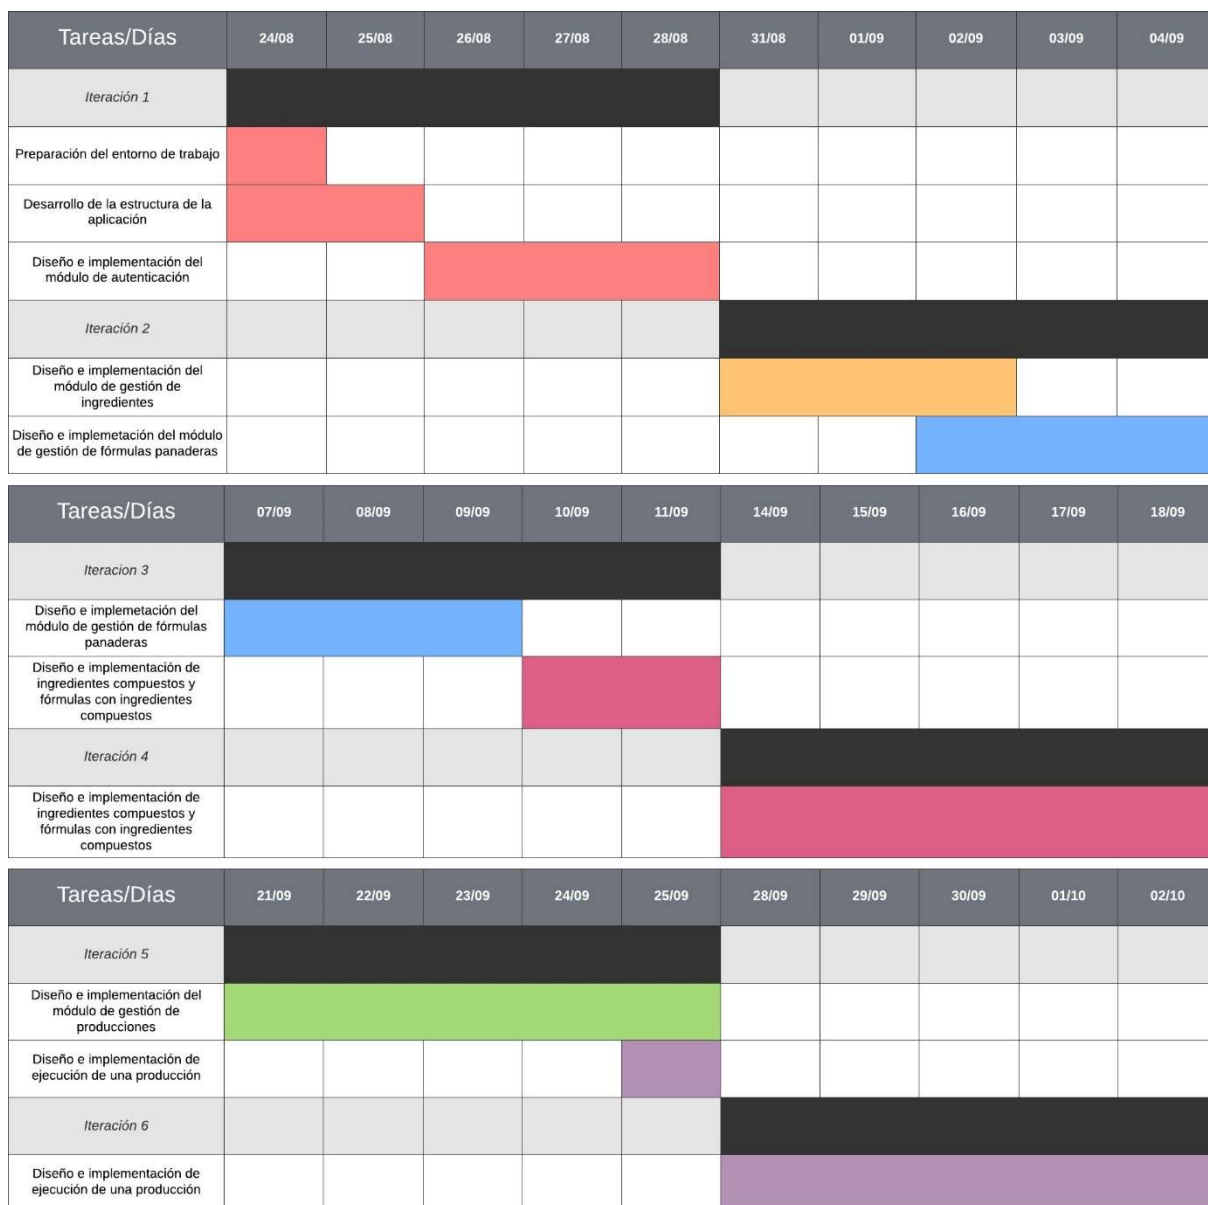 Tareas/Días 24/08 25/08 26/08 27/08 28/08 31/08 01/09 02/09 03/09 04/09
Iteración 1
Preparación del entorno de trabajo
Desarrollo de la estructura de la
aplicación
Diseño e implementación del
módulo de autenticación
Iteración 2
Diseño e implementación del
módulo de gestión de
ingredientes
Diseño e implemetación del módulo
de gestión de fórmulas panaderas
Tareas/Días 07/09 08/09 09/09 10/09 11/09 14/09 15/09 16/09 17/09 18/09
Iteracion 3
Diseño e implemetación del
módulo de gestión de fórmulas
panaderas
Diseño e implementación de
ingredientes compuestos y
fórmulas con ingredientes
compuestos
Iteración 4
Diseño e implementación de
ingredientes compuestos y
fórmulas con ingredientes
compuestos
Tareas/Días 21/09 22/09 23/09 24/09 25/09 28/09 29/09 30/09 01/10 02/10
Iteración 5
Diseño e implementación del
módulo de gestión de
producciones
Diseño e implementación de
ejecución de una producción
Iteración 6
Diseño e implementación de
ejecución de una producción